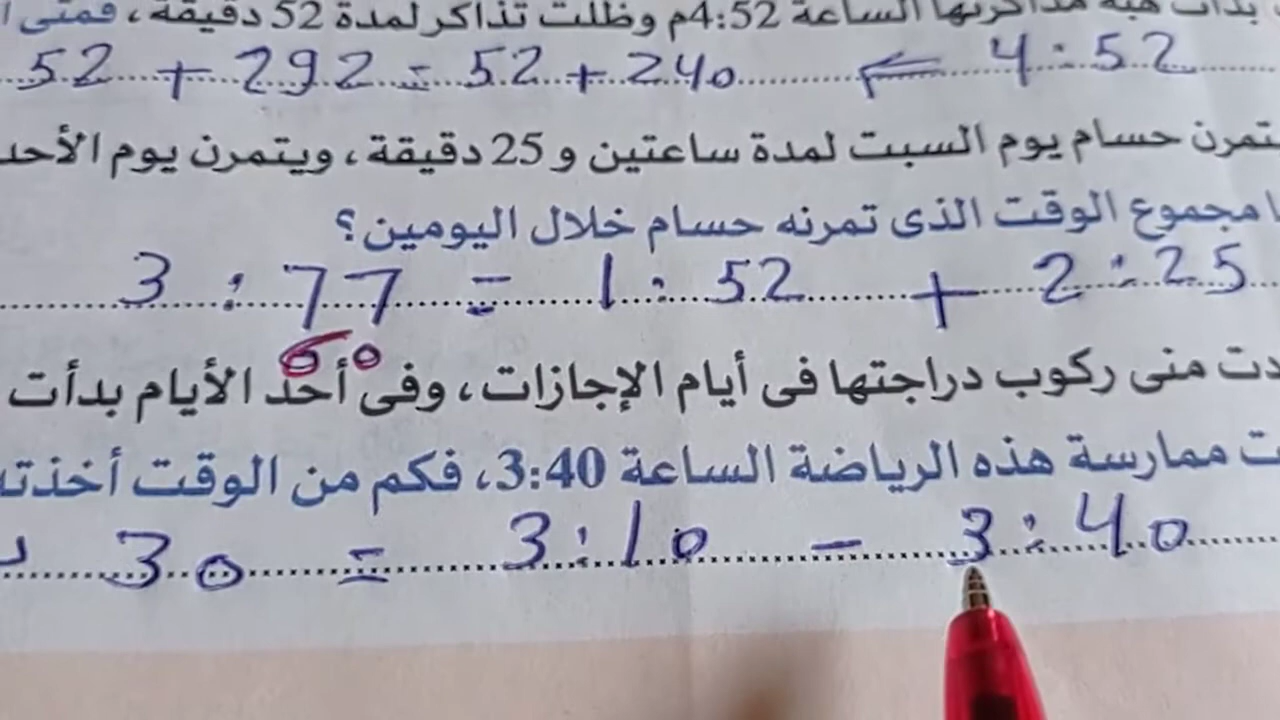 بدأت هبة مذاكرتها الساعة 4:52م وظلت تذاكر لمدة 52 دقيقة، فمتى
4:52 ⇐ 240 + 52 = 292 + 52
تمرن حسام يوم السبت لمدة ساعتين و 25 دقيقة، ويتمرن يوم الأحد
مجموع الوقت الذى تمرنه حسام خلال اليومين؟
2:25 + 1:52 = 3:77
60
دت منى ركوب دراجتها فى أيام الإجازات، وفى أحد الأيام بدأت
ت ممارسة هذه الرياضة الساعة 3:40، فكم من الوقت أخذته
3:40 - 3:10 = 30 د